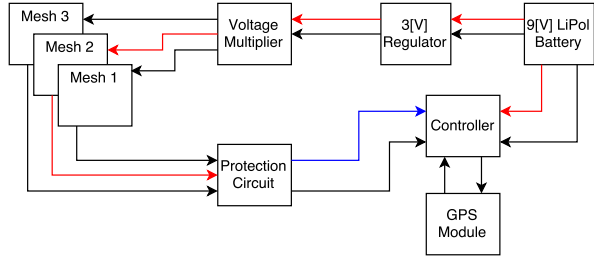 Mesh 3
Mesh 2
Mesh 1
Voltage
Multiplier
3[V]
Regulator
9[V] LiPol
Battery
Protection
Circuit
Controller
GPS
Module